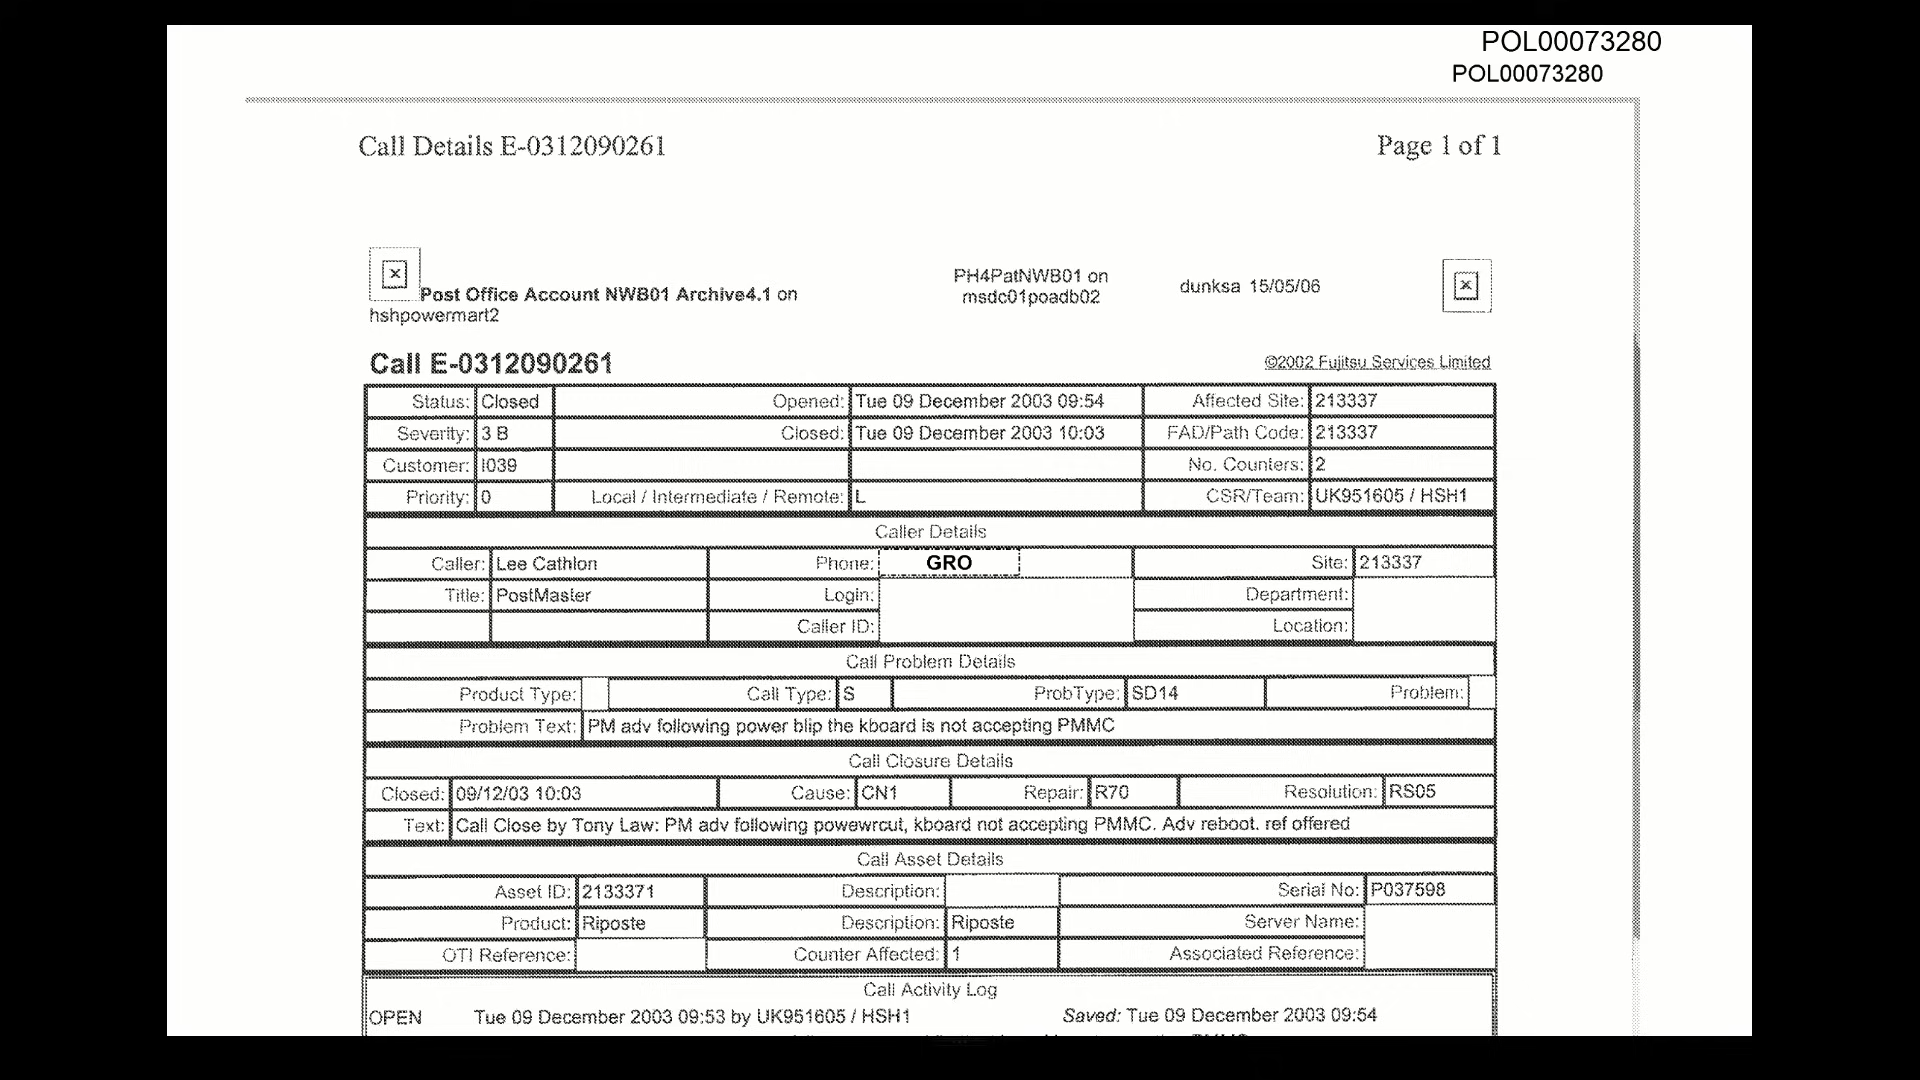 POL00073280
POL00073280
Call Details E-0312090261 Page 1 of 1
Post Office Account NWB01 Archive4.1 on hshpowermart2
PH4PatNWB01 on msdc01poadb02
dunksa 15/05/06
Call E-0312090261 ©2002 Fujitsu Services Limited
Status: Closed Opened: Tue 09 December 2003 09:54 Affected Site: 213337
Severity: 3 B Closed: Tue 09 December 2003 10:03 FAD/Path Code: 213337
Customer: I039 No. Counters: 2
Priority: 0 Local / Intermediate / Remote: L CSR/Team: UK951605 / HSH1
Caller Details
Caller: Lee Cathlon Phone: GRO Site: 213337
Title: PostMaster Login: Department:
Caller ID: Location:
Call Problem Details
Product Type: Call Type: S ProbType: SD14 Problem:
Problem Text: PM adv following power blip the kboard is not accepting PMMC
Call Closure Details
Closed: 09/12/03 10:03 Cause: CN1 Repair: R70 Resolution: RS05
Text: Call Close by Tony Law: PM adv following powewrcut, kboard not accepting PMMC. Adv reboot. ref offered
Call Asset Details
Asset ID: 2133371 Description: Serial No: P037598
Product: Riposte Description: Riposte Server Name:
OTI Reference: Counter Affected: 1 Associated Reference:
Call Activity Log
OPEN Tue 09 December 2003 09:53 by UK951605 / HSH1 Saved: Tue 09 December 2003 09:54